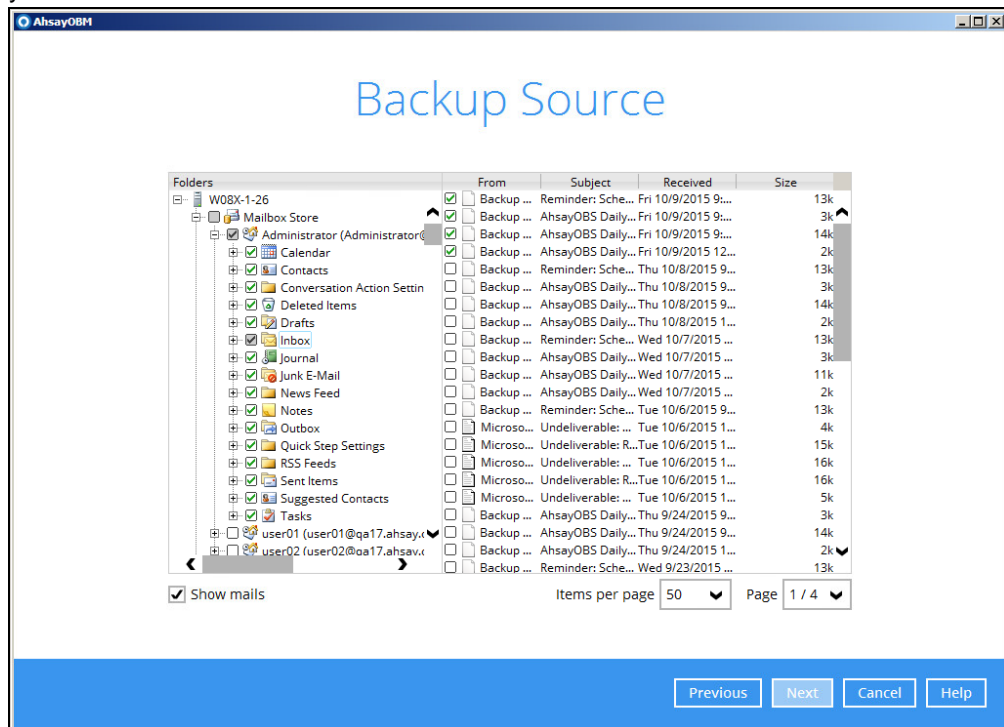 AhsayOBM
Backup Source
Folders From Subject Received Size
W08X-1-26
Mailbox Store
Administrator (Administrator@
Calendar
Contacts
Conversation Action Settin
Deleted Items
Drafts
Inbox
Journal
Junk E-Mail
News Feed
Notes
Outbox
Quick Step Settings
RSS Feeds
Sent Items
Suggested Contacts
Tasks
user01 (user01@qa17.ahsay.c
user02 (user02@qa17.ahsay.c
Backup ... Reminder: Sche... Fri 10/9/2015 9:... 13k
Backup ... AhsayOBS Daily... Fri 10/9/2015 9:... 3k
Backup ... AhsayOBS Daily... Fri 10/9/2015 9:... 14k
Backup ... AhsayOBS Daily... Fri 10/9/2015 12... 2k
Backup ... Reminder: Sche... Thu 10/8/2015 9... 13k
Backup ... AhsayOBS Daily... Thu 10/8/2015 9... 3k
Backup ... AhsayOBS Daily... Thu 10/8/2015 9... 14k
Backup ... AhsayOBS Daily... Thu 10/8/2015 1... 2k
Backup ... Reminder: Sche... Wed 10/7/2015 ... 13k
Backup ... AhsayOBS Daily... Wed 10/7/2015 ... 3k
Backup ... AhsayOBS Daily... Wed 10/7/2015 ... 11k
Backup ... AhsayOBS Daily... Wed 10/7/2015 ... 2k
Backup ... Reminder: Sche... Tue 10/6/2015 9... 13k
Microso... Undeliverable: ... Tue 10/6/2015 1... 4k
Microso... Undeliverable: R... Tue 10/6/2015 1... 15k
Microso... Undeliverable: ... Tue 10/6/2015 1... 16k
Microso... Undeliverable: R... Tue 10/6/2015 1... 16k
Microso... Undeliverable: ... Tue 10/6/2015 1... 5k
Backup ... AhsayOBS Daily... Thu 9/24/2015 9... 3k
Backup ... AhsayOBS Daily... Thu 9/24/2015 9... 14k
Backup ... AhsayOBS Daily... Thu 9/24/2015 1... 2k
Backup ... Reminder: Sche... Wed 9/23/2015 ... 13k
Show mails Items per page 50 Page 1 / 4
Previous Next Cancel Help